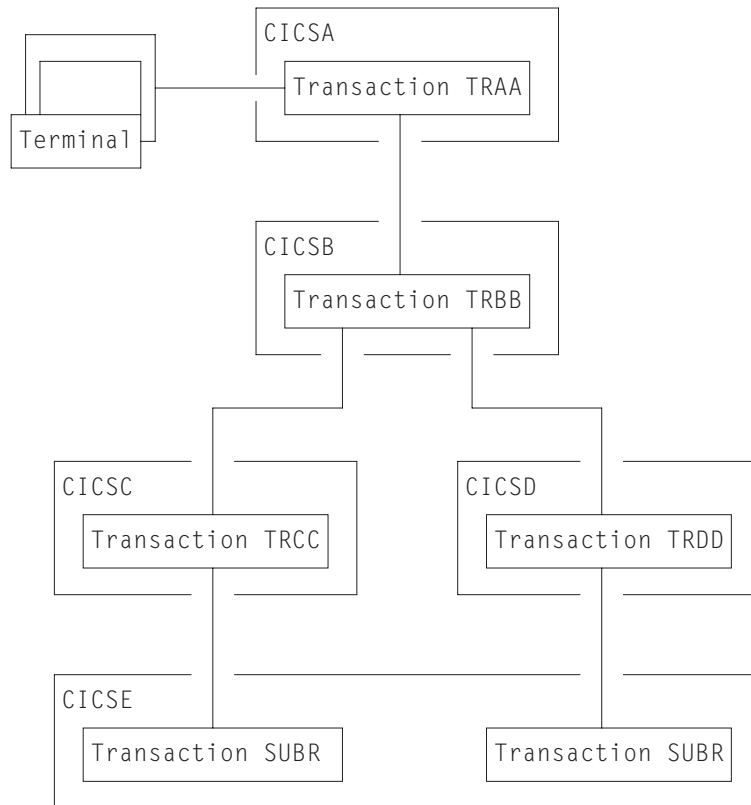 CICSA
Transaction TRAA
Terminal
CICSB
Transaction TRBB
CICSC
CICSD
Transaction TRCC
Transaction TRDD
CICSE
Transaction SUBR
Transaction SUBR